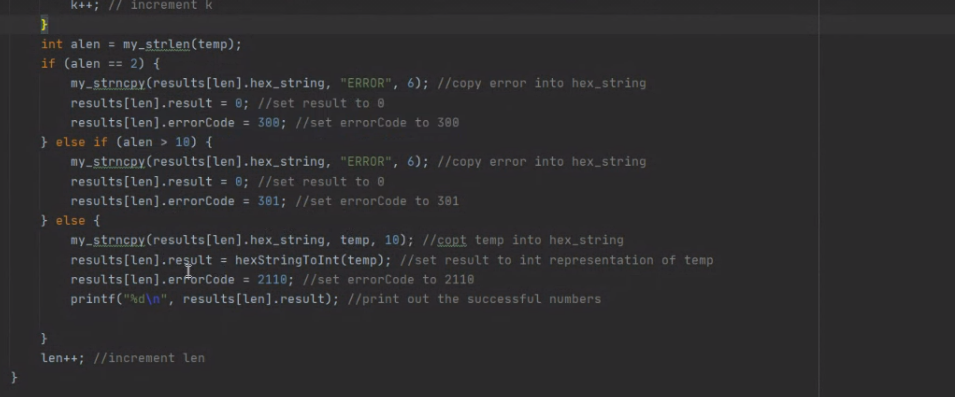 k++; // increment k
}
int alen = my_strlen(temp);
if (alen == 2) {
my_strncpy(results[len].hex_string, "ERROR", 6); //copy error into hex_string
results[len].result = 0; //set result to 0
results[len].errorCode = 300; //set errorCode to 300
} else if (alen > 10) {
my_strncpy(results[len].hex_string, "ERROR", 6); //copy error into hex_string
results[len].result = 0; //set result to 0
results[len].errorCode = 301; //set errorCode to 301
} else {
my_strncpy(results[len].hex_string, temp, 10); //copt temp into hex_string
results[len].result = hexStringToInt(temp); //set result to int representation of temp
results[len].errorCode = 2110; //set errorCode to 2110
printf("%d\n", results[len].result); //print out the successful numbers
}
len++; //increment len
}